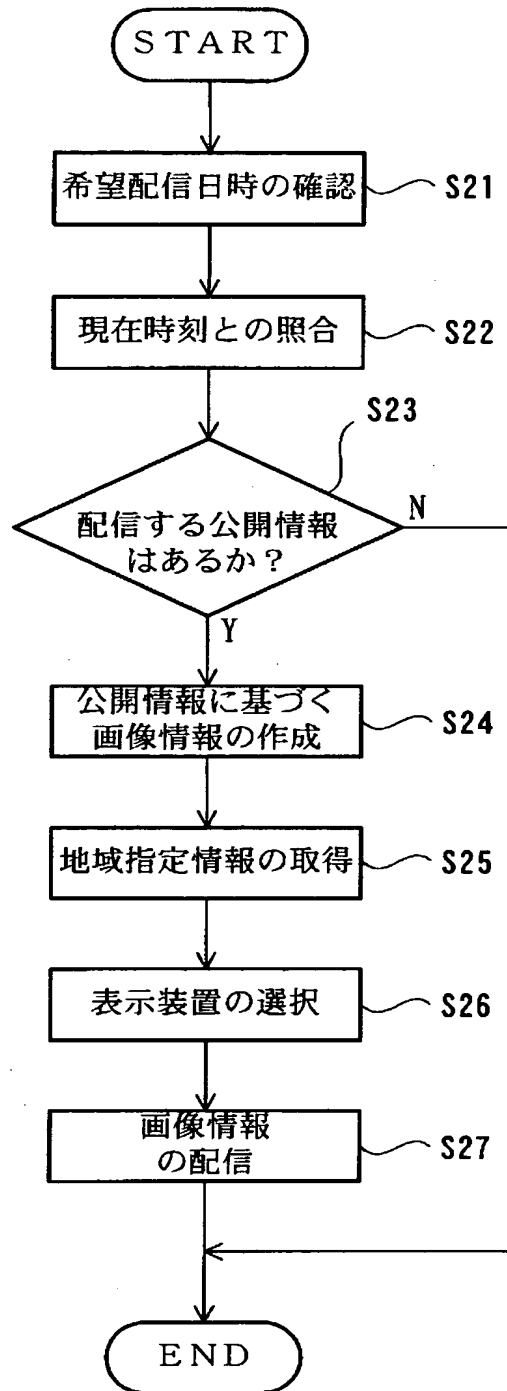 START
希望配信日時の確認
S21
現在時刻との照合
S22
S23
配信する公開情報
はあるか?
N
Y
公開情報に基づく
画像情報の作成
S24
地域指定情報の取得
S25
表示装置の選択
S26
画像情報
の配信
S27
END